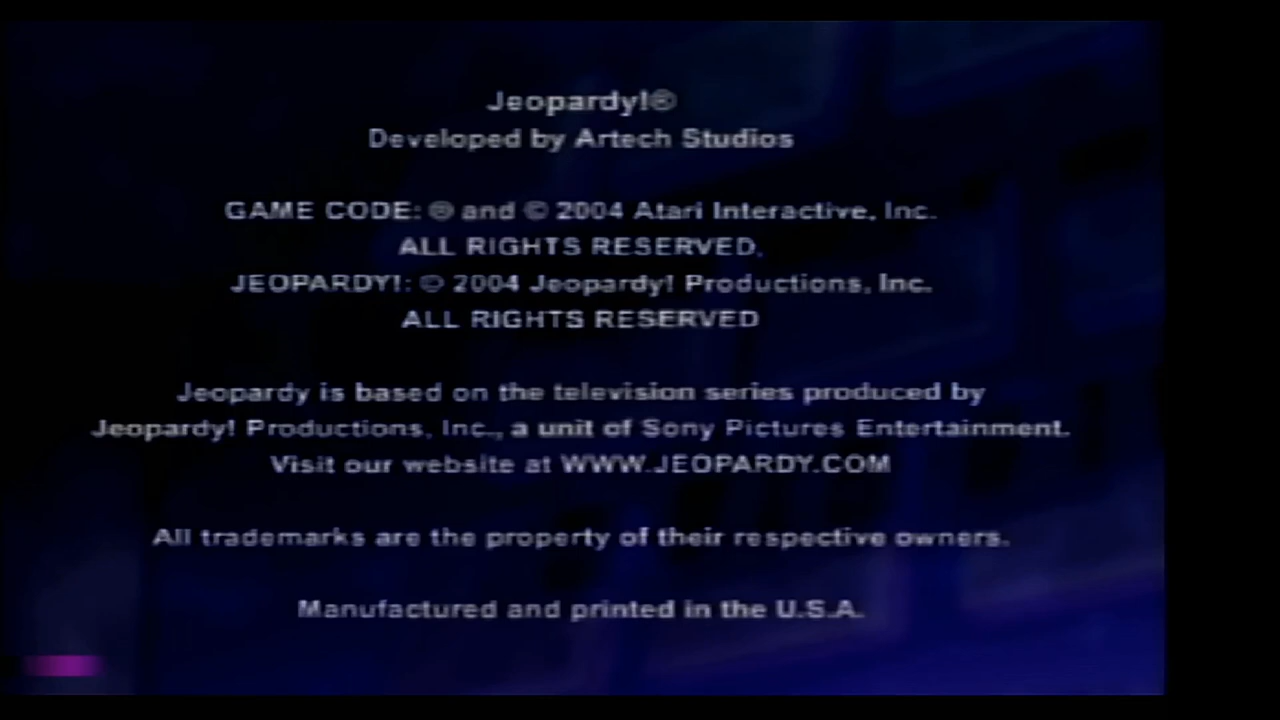 Jeopardy!®
Developed by Artech Studios
GAME CODE: ® and © 2004 Atari Interactive, Inc.
ALL RIGHTS RESERVED.
JEOPARDY!: © 2004 Jeopardy! Productions, Inc.
ALL RIGHTS RESERVED
Jeopardy is based on the television series produced by
Jeopardy! Productions, Inc., a unit of Sony Pictures Entertainment.
Visit our website at WWW.JEOPARDY.COM
All trademarks are the property of their respective owners.
Manufactured and printed in the U.S.A.